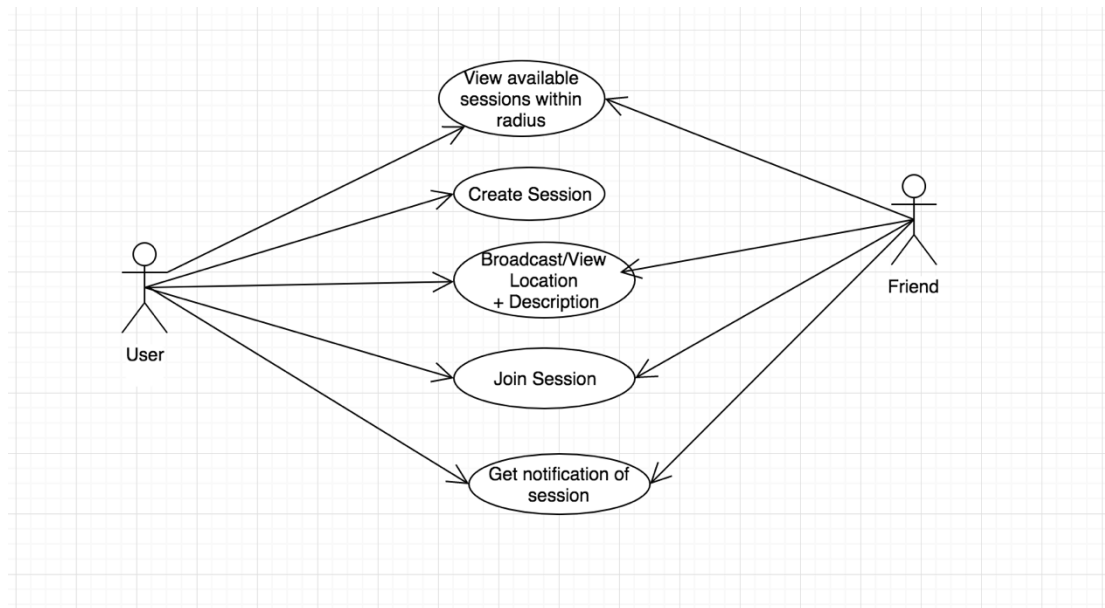 View available
sessions within
radius
Create Session
Broadcast/View
Location
+ Description
Friend
User
Join Session
Get notification of
session